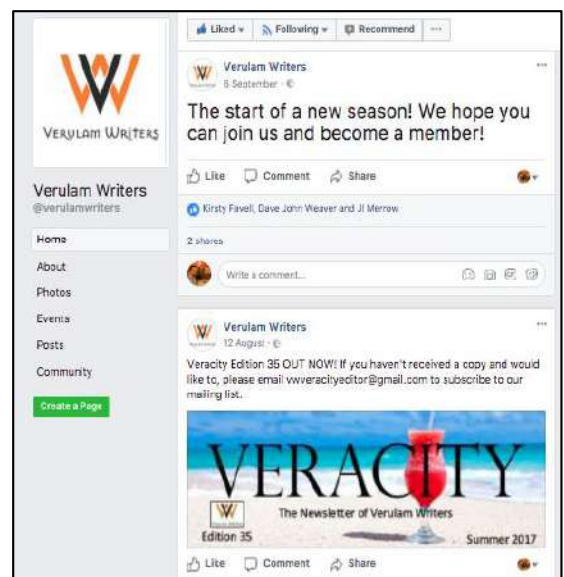 VERULAM WRITERS
Verulam Writers
@verulamwriters
Home
About
Photos
Events
Posts
Community
Create a Page
Liked
Following
Recommend
Verulam Writers
5 September
The start of a new season! We hope you
can join us and become a member!
Like Comment Share
Kirsty Favell, Dave John Weaver and JI Merrow
2 shares
Write a comment...
Verulam Writers
12 August
Veracity Edition 35 OUT NOW! If you haven't received a copy and would
like to, please email vwveracityeditor@gmail.com to subscribe to our
mailing list.
VERACITY
The Newsletter of Verulam Writers
Edition 35
Summer 2017
Like Comment Share